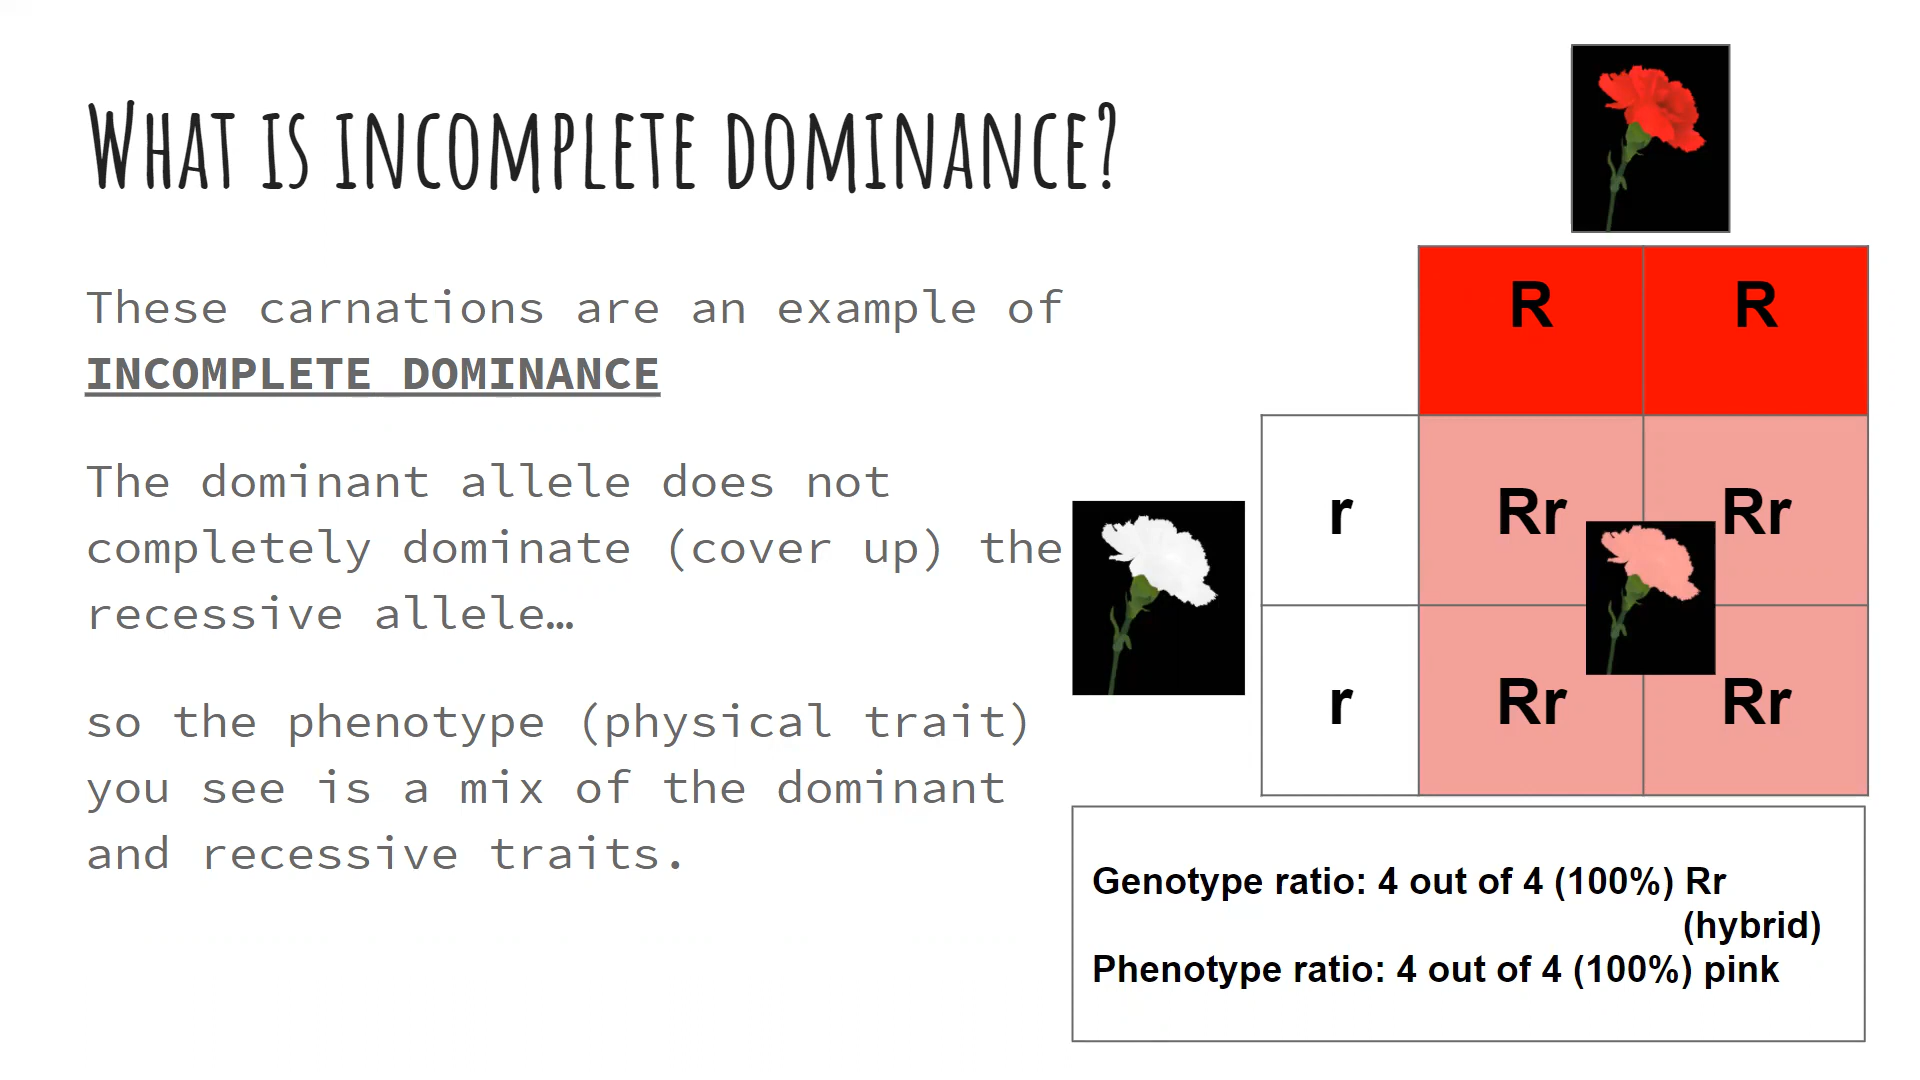 What is incomplete dominance?
These carnations are an example of
INCOMPLETE DOMINANCE
The dominant allele does not
completely dominate (cover up) the
recessive allele…
so the phenotype (physical trait)
you see is a mix of the dominant
and recessive traits.
R R
r Rr Rr
r Rr Rr
Genotype ratio: 4 out of 4 (100%) Rr
(hybrid)
Phenotype ratio: 4 out of 4 (100%) pink